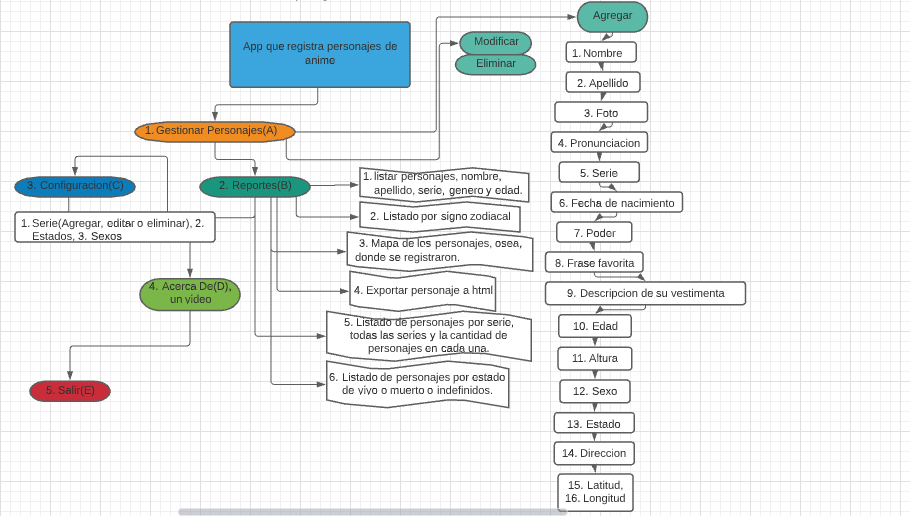 App que registra personajes de
anime
Agregar
Modificar
Eliminar
1. Nombre
2. Apellido
3. Foto
4. Pronunciacion
5. Serie
6. Fecha de nacimiento
7. Poder
8. Frase favorita
9. Descripcion de su vestimenta
10. Edad
11. Altura
12. Sexo
13. Estado
14. Direccion
15. Latitud,
16. Longitud
1. Gestionar Personajes(A)
2. Reportes(B)
1. listar personajes, nombre,
apellido, serie, genero y edad.
2. Listado por signo zodiacal
3. Mapa de los personajes, osea,
donde se registraron.
4. Exportar personaje a html
5. Listado de personajes por serie,
todas las series y la cantidad de
personajes en cada una.
6. Listado de personajes por estado
de vivo o muerto o indefinidos.
3. Configuracion(C)
1. Serie(Agregar, editar o eliminar), 2.
Estados, 3. Sexos
4. Acerca De(D),
un video
5. Salir(E)